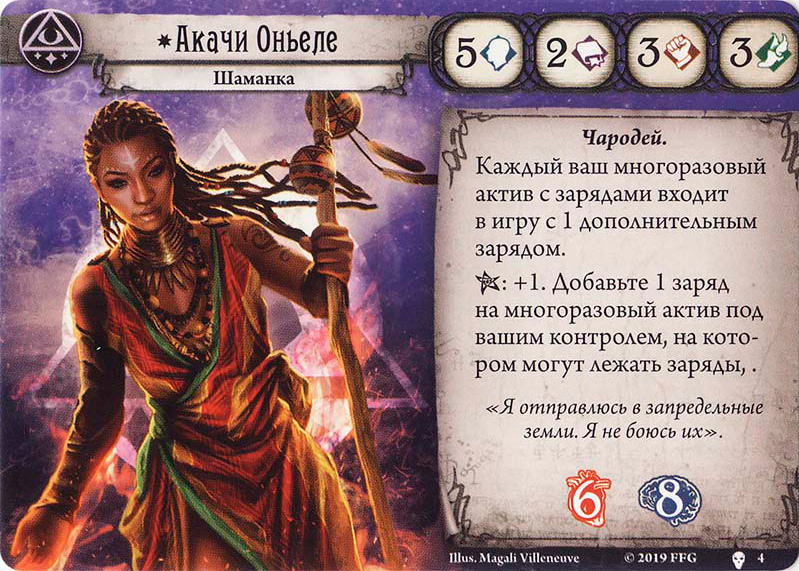 Акачи Оньеле
Шаманка
5 2 3 3
Чародей.
Каждый ваш многоразовый
актив с зарядами входит
в игру с 1 дополнительным
зарядом.
: +1. Добавьте 1 заряд
на многоразовый актив под
вашим контролем, на кото-
ром могут лежать заряды, .
«Я отправлюсь в запредельные
земли. Я не боюсь их».
6 8
Illus. Magali Villeneuve © 2019 FFG 4